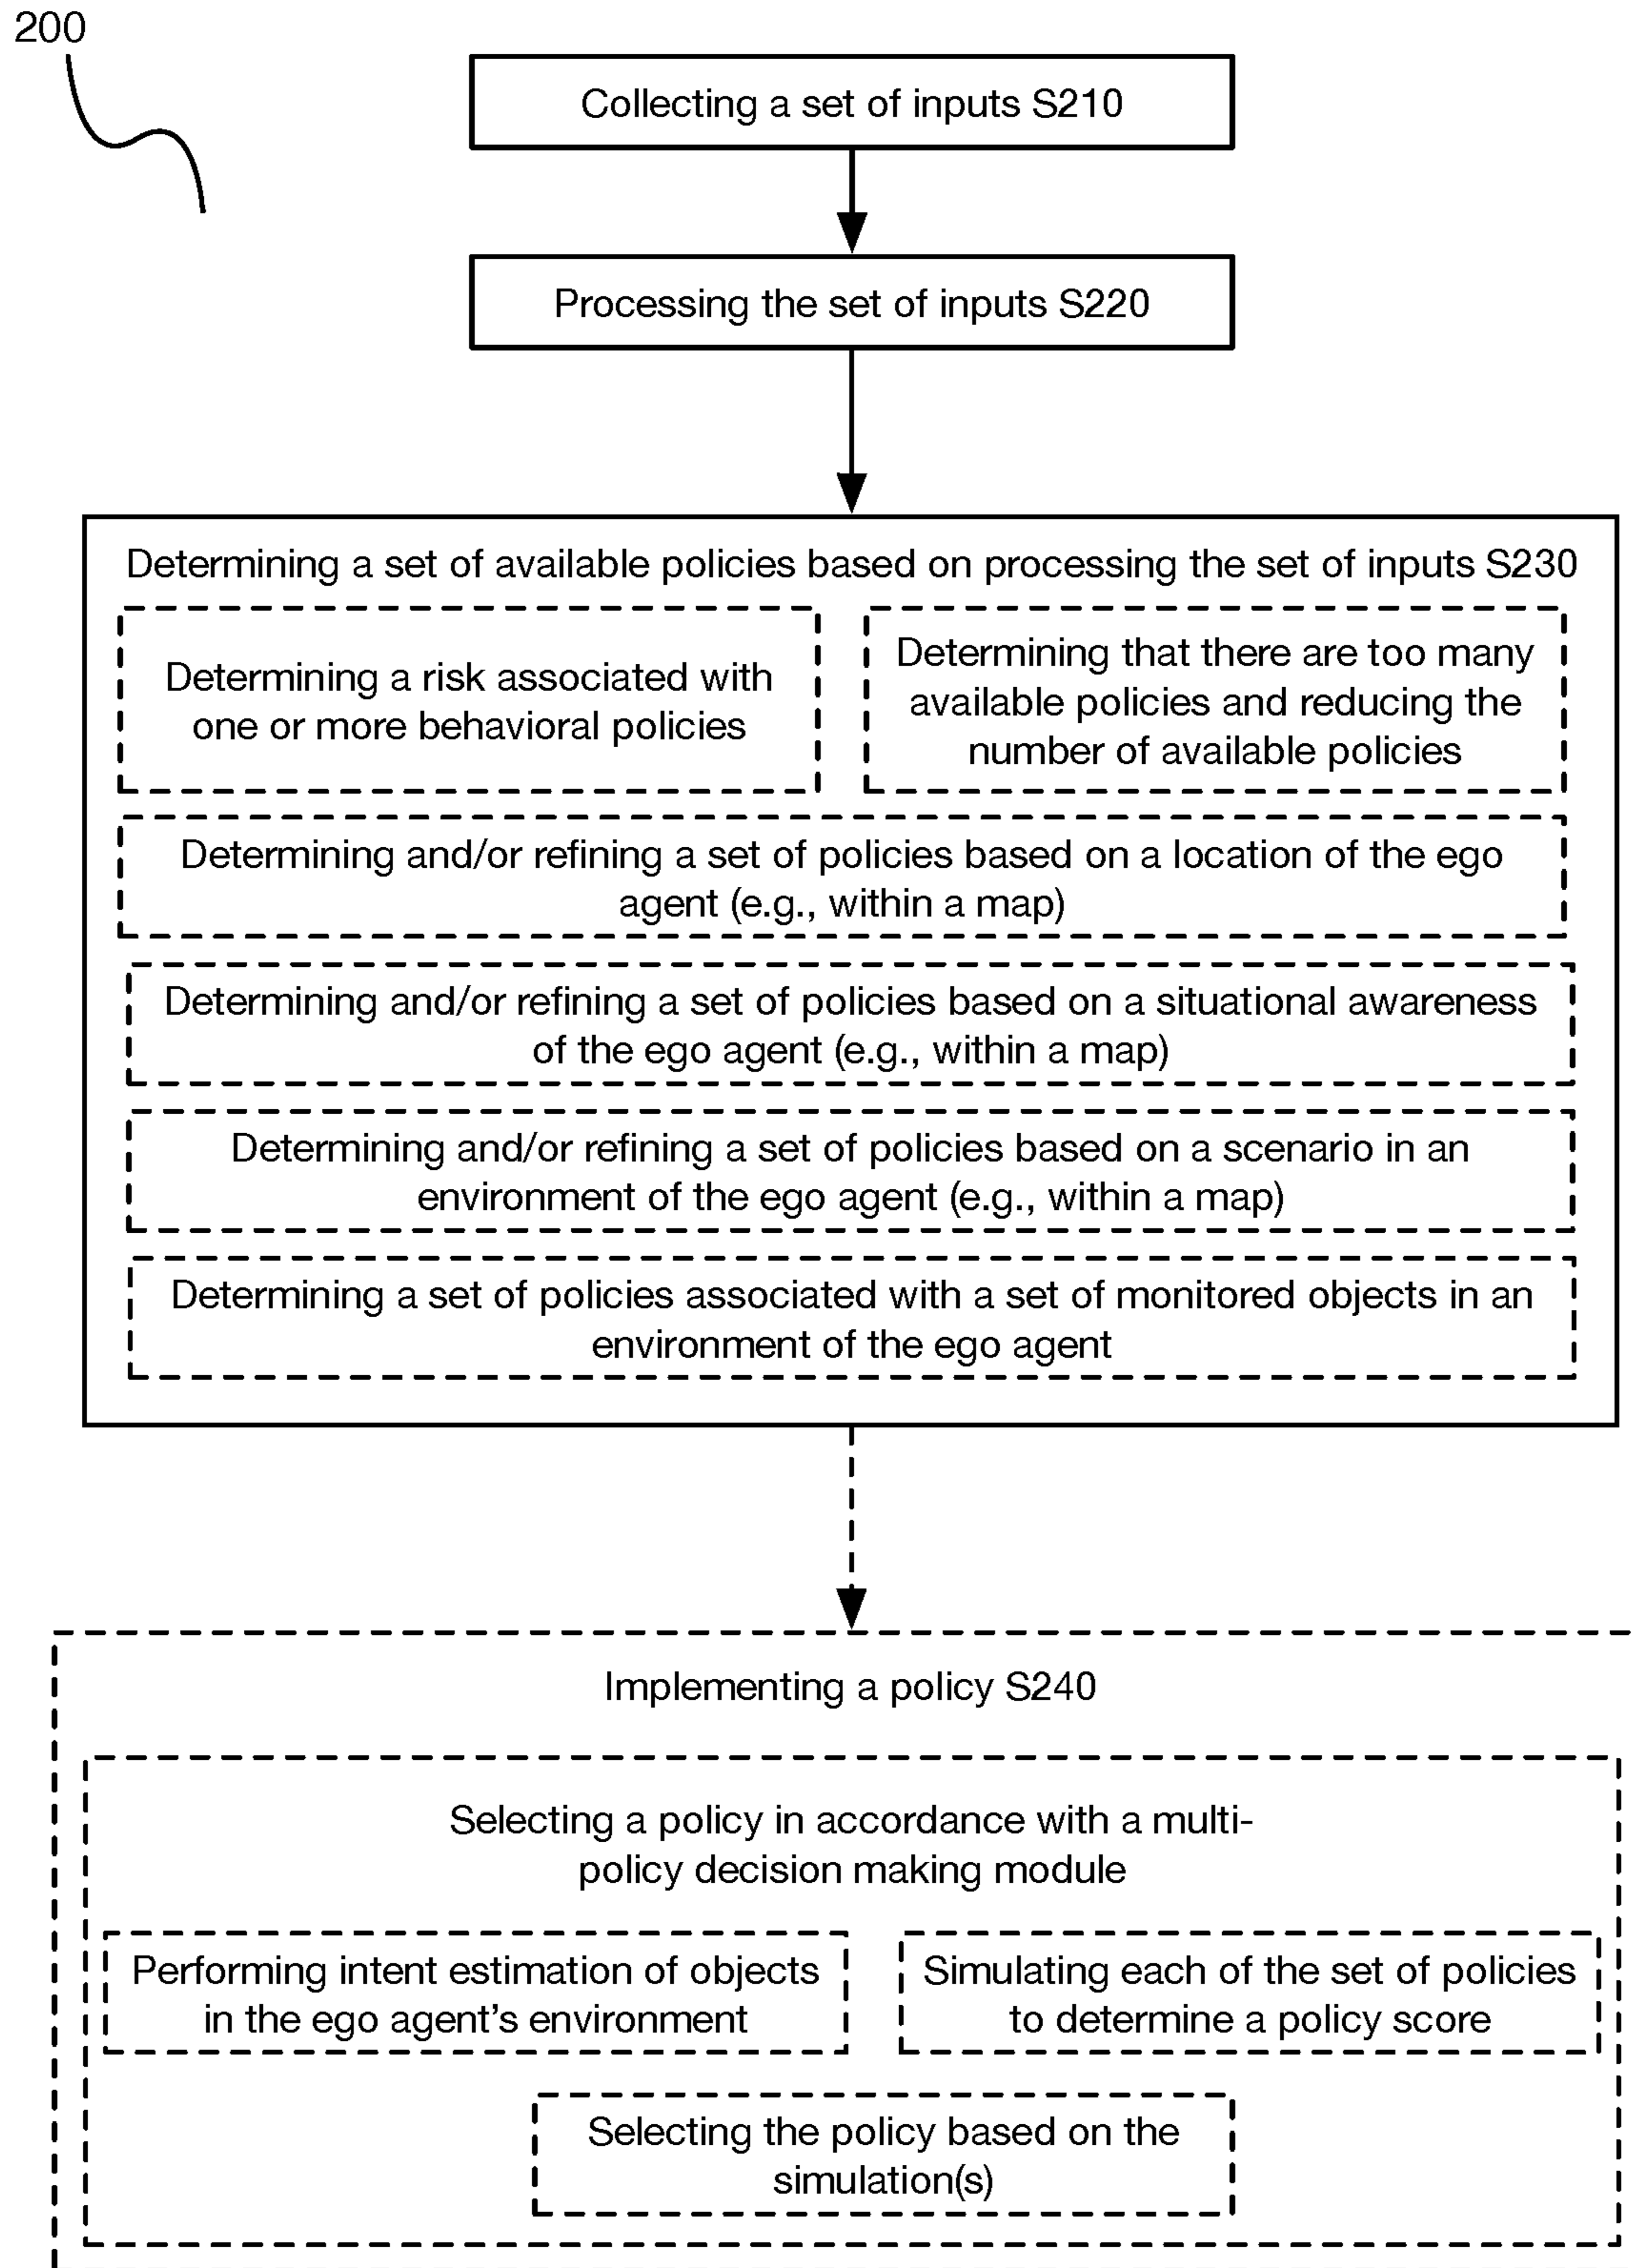 200
Collecting a set of inputs S210
Processing the set of inputs S220
Determining a set of available policies based on processing the set of inputs S230
Determining a risk associated with
one or more behavioral policies
Determining that there are too many
available policies and reducing the
number of available policies
Determining and/or refining a set of policies based on a location of the ego
agent (e.g., within a map)
Determining and/or refining a set of policies based on a situational awareness
of the ego agent (e.g., within a map)
Determining and/or refining a set of policies based on a scenario in an
environment of the ego agent (e.g., within a map)
Determining a set of policies associated with a set of monitored objects in an
environment of the ego agent
Implementing a policy S240
Selecting a policy in accordance with a multi-
policy decision making module
Performing intent estimation of objects
in the ego agent’s environment
Simulating each of the set of policies
to determine a policy score
Selecting the policy based on the
simulation(s)